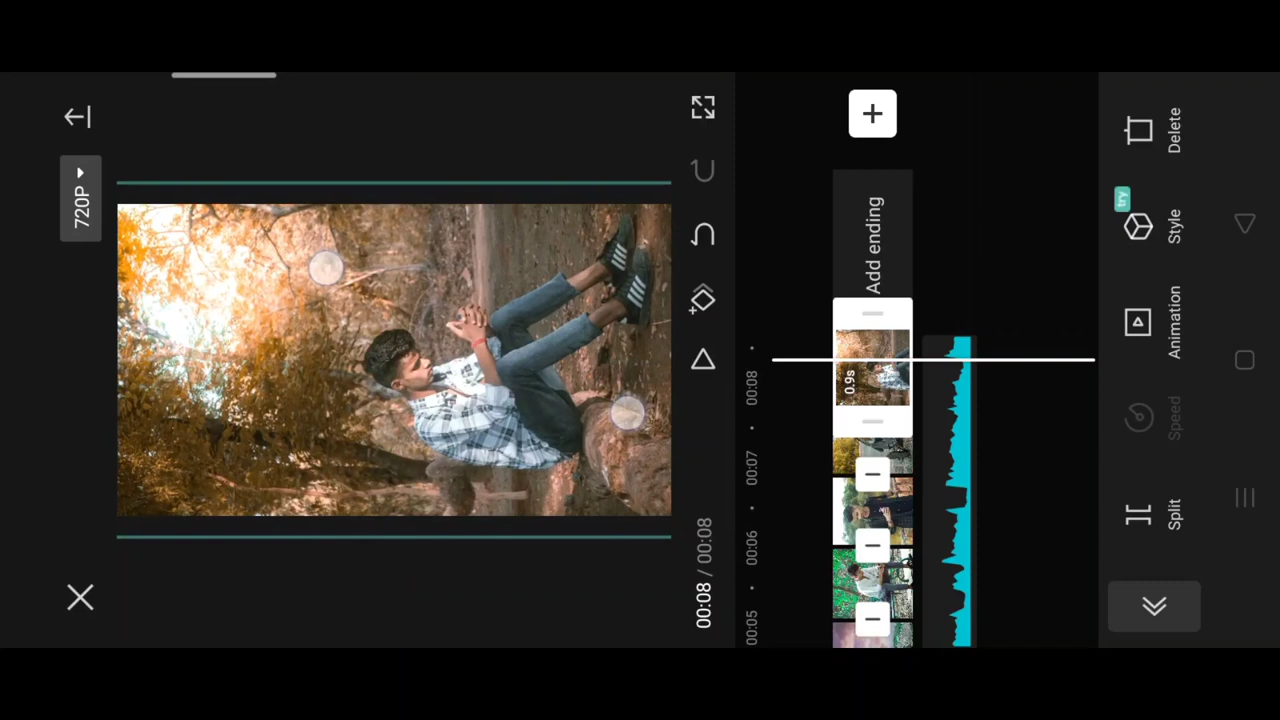 720P
00:08 / 00:08
00:05
00:06
00:07
00:08
Add ending
0.9s
Split
Speed
Animation
Style
try
Delete